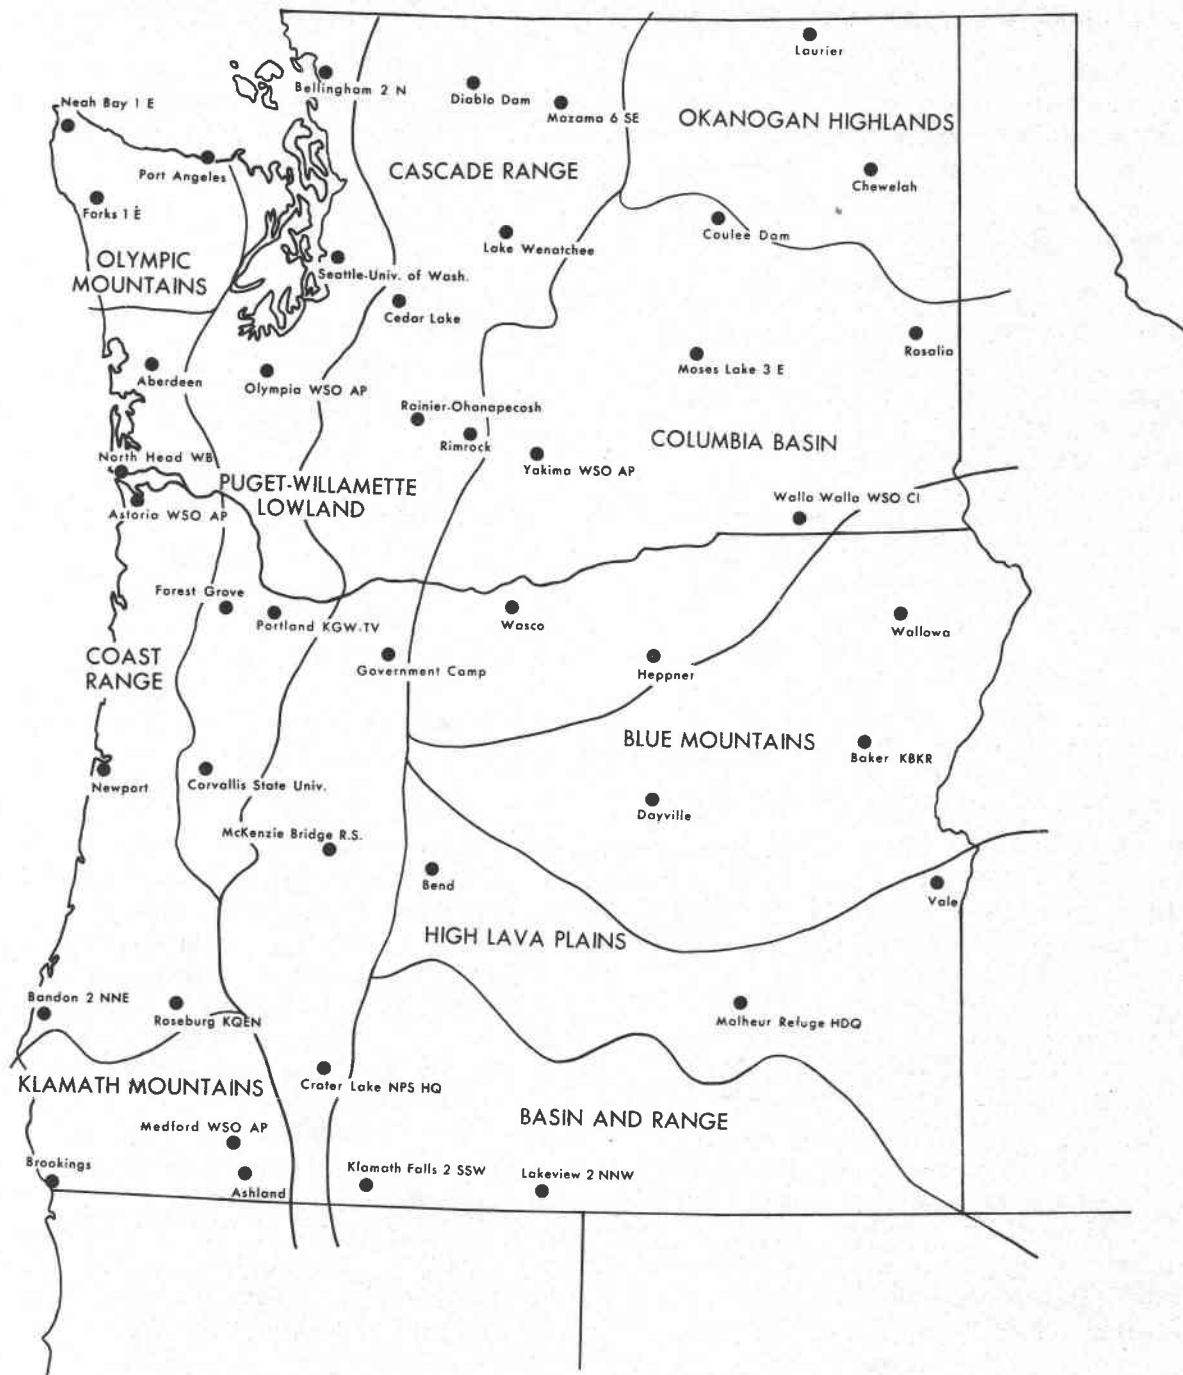 Laurier
Bellingham 2 N
Diablo Dam
Mazama 6 SE
Neah Bay 1 E
OKANOGAN HIGHLANDS
Port Angeles
CASCADE RANGE
Chewelah
Forks 1 E
Coulee Dam
Lake Wenatchee
OLYMPIC
MOUNTAINS
Seattle-Univ. of Wash.
Cedar Lake
Rosalia
Aberdeen
Olympia WSO AP
Moses Lake 3 E
Rainier-Ohanapecosh
Rimrock
COLUMBIA BASIN
North Head WB
Yakima WSO AP
PUGET-WILLAMETTE
LOWLAND
Walla Walla WSO CI
Astoria WSO AP
Forest Grove
Portland KGW-TV
Wasco
Wallowa
COAST
RANGE
Government Camp
Heppner
BLUE MOUNTAINS
Baker KBKR
Newport
Corvallis State Univ.
Dayville
McKenzie Bridge R.S.
Bend
Vale
HIGH LAVA PLAINS
Bandon 2 NNE
Roseburg KQEN
Malheur Refuge HDQ
KLAMATH MOUNTAINS
Crater Lake NPS HQ
BASIN AND RANGE
Medford WSO AP
Brookings
Ashland
Klamath Falls 2 SSW
Lakeview 2 NNW